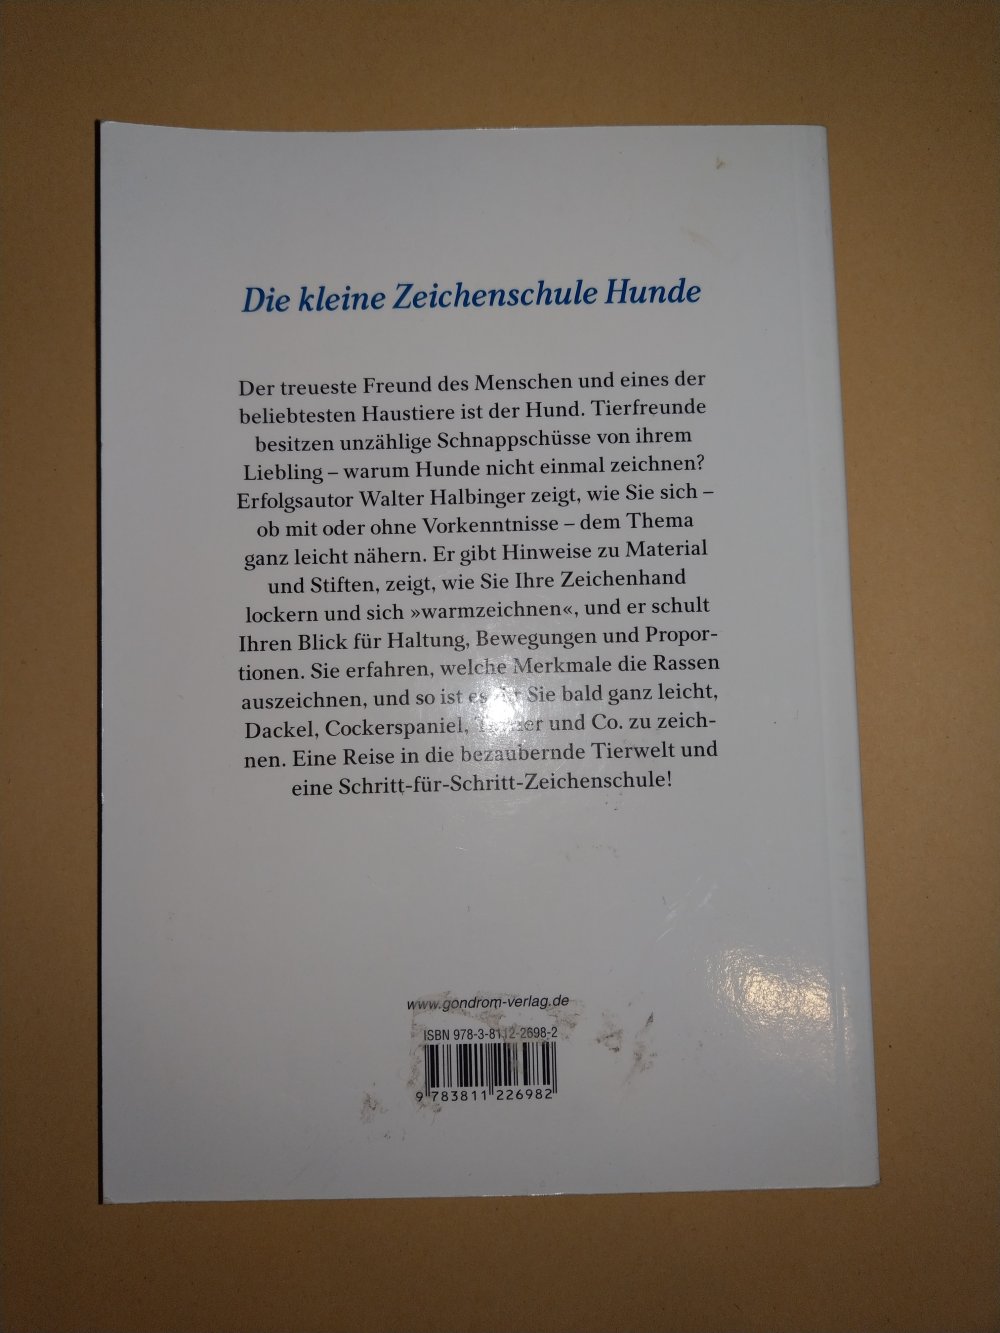 Die kleine Zeichenschule Hunde
Der treueste Freund des Menschen und eines der
beliebtesten Haustiere ist der Hund. Tierfreunde
besitzen unzählige Schnappschüsse von ihrem
Liebling – warum Hunde nicht einmal zeichnen?
Erfolgsautor Walter Halbinger zeigt, wie Sie sich –
ob mit oder ohne Vorkenntnisse – dem Thema
ganz leicht nähern. Er gibt Hinweise zu Material
und Stiften, zeigt, wie Sie Ihre Zeichenhand
lockern und sich »warmzeichnen«, und er schult
Ihren Blick für Haltung, Bewegungen und Propor-
tionen. Sie erfahren, welche Merkmale die Rassen
auszeichnen, und so ist es für Sie bald ganz leicht,
Dackel, Cockerspaniel, Terrier und Co. zu zeich-
nen. Eine Reise in die bezaubernde Tierwelt und
eine Schritt-für-Schritt-Zeichenschule!
www.gondrom-verlag.de
ISBN 978-3-8112-2698-2
9 783811 226982